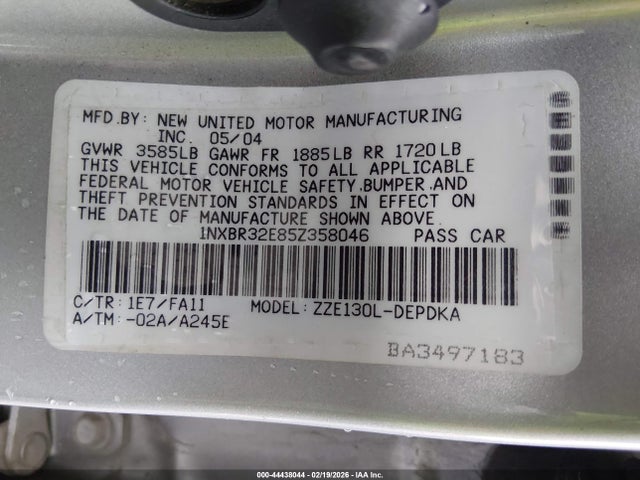 MFD.BY: NEW UNITED MOTOR MANUFACTURING
INC. 05/04
GVWR 3585LB GAWR FR 1885LB RR 1720LB
THIS VEHICLE CONFORMS TO ALL APPLICABLE
FEDERAL MOTOR VEHICLE SAFETY,BUMPER,AND
THEFT PREVENTION STANDARDS IN EFFECT ON
THE DATE OF MANUFACTURE SHOWN ABOVE.
1NXBR32E85Z358046 PASS CAR
C/TR: 1E7/FA11 MODEL: ZZE130L-DEPDKA
A/TM: -02A/A245E
BA3497183
000-44438044 | 02/19/2026 | IAA Inc.